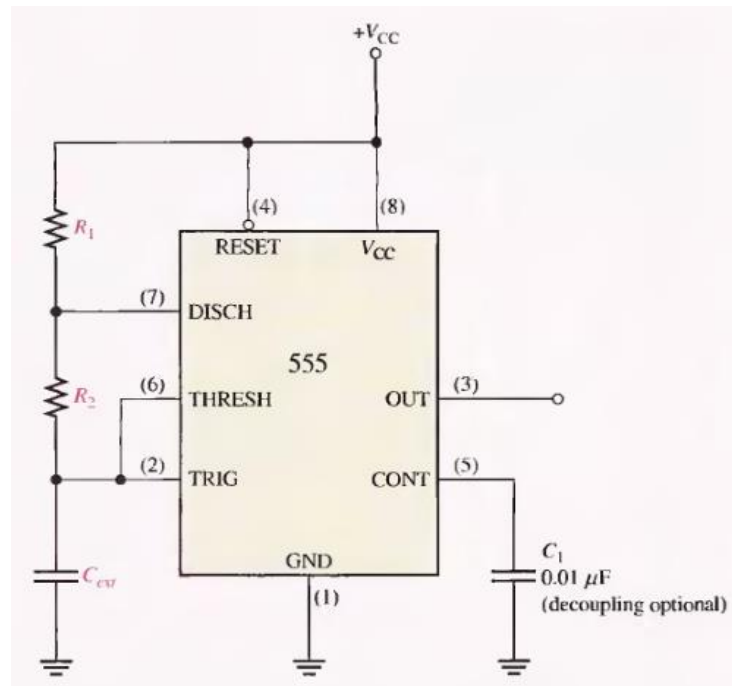 +VCC
(4)
(8)
R1
RESET
VCC
(7)
DISCH
555
(6)
R2
THRESH
OUT
(3)
(2)
TRIG
CONT
(5)
GND
C1
Cext
0.01 μF
(1)
(decoupling optional)